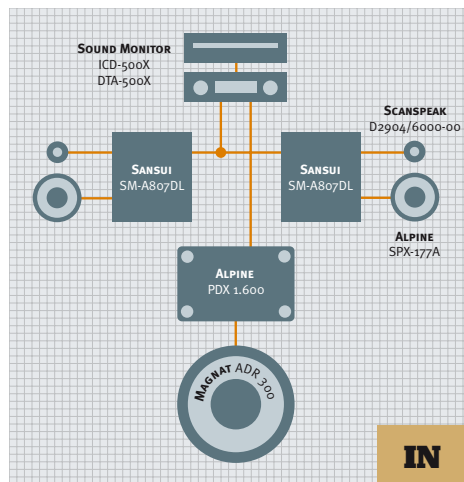 SOUND MONITOR
ICD-500X
DTA-500X
SCANSPEAK
D2904/6000-00
SANSUI
SM-A807DL
SANSUI
SM-A807DL
ALPINE
SPX-177A
ALPINE
PDX 1.600
MAGNAT ADR 300
IN